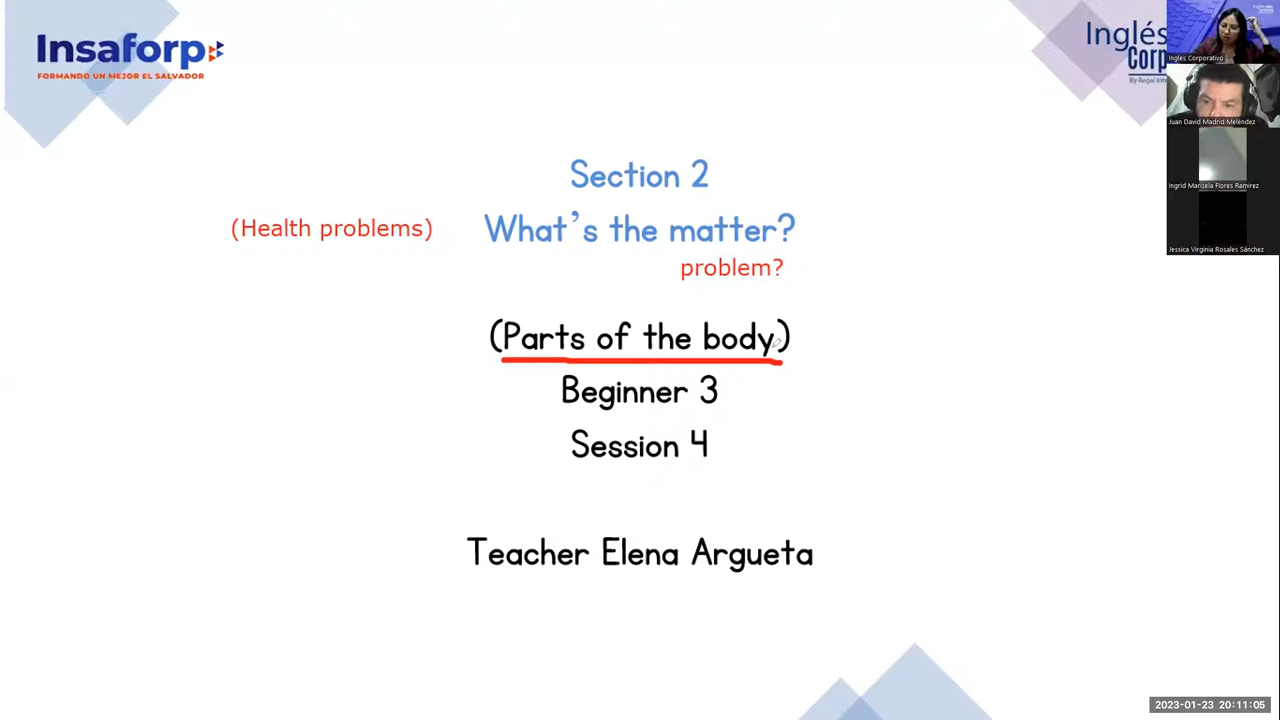 Insaforp
FORMANDO UN MEJOR EL SALVADOR
Inglés
Corp
Ingles Corporativo
Juan David Madrid Meléndez
Ingrid Marisela Flores Ramirez
Jessica Virginia Rosales Sánchez
Section 2
(Health problems)
What's the matter?
problem?
(Parts of the body)
Beginner 3
Session 4
Teacher Elena Argueta
2023-01-23 20:11:05